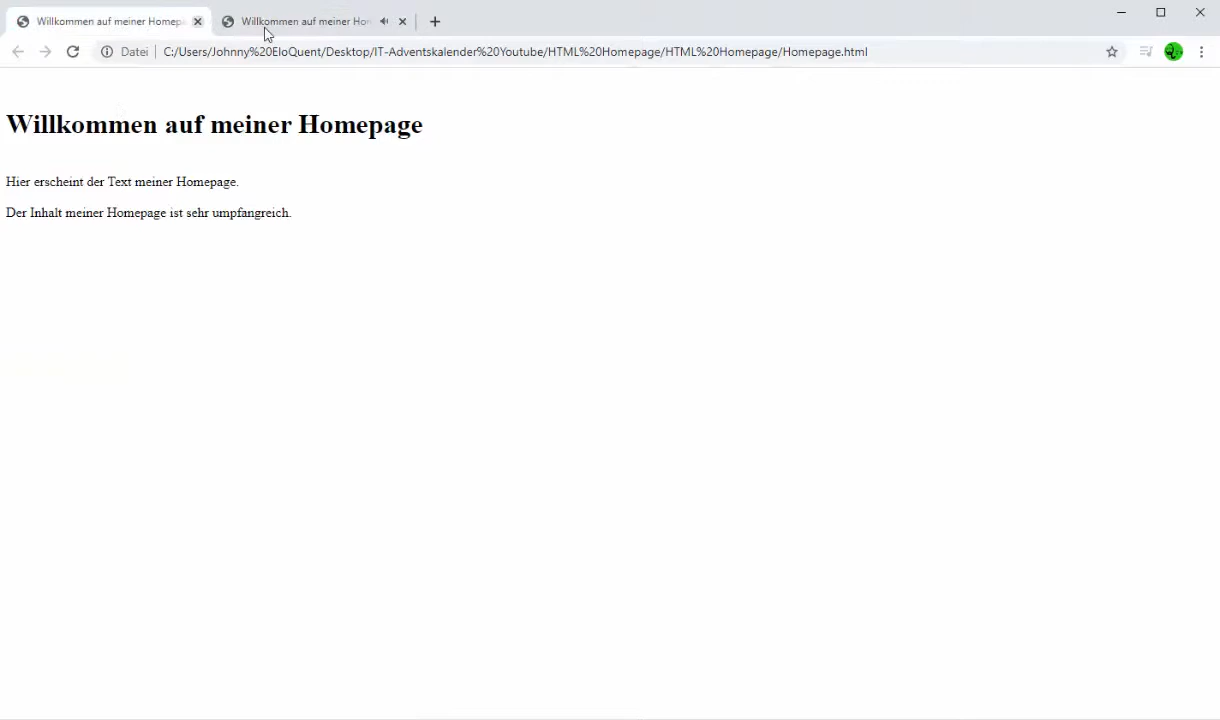 Willkommen auf meiner Homep
Willkommen auf meiner Hon
Datei
C:/Users/Johnny%20EloQuent/Desktop/IT-Adventskalender%20Youtube/HTML%20Homepage/HTML%20Homepage/Homepage.html
Willkommen auf meiner Homepage
Hier erscheint der Text meiner Homepage.
Der Inhalt meiner Homepage ist sehr umpfangreich.